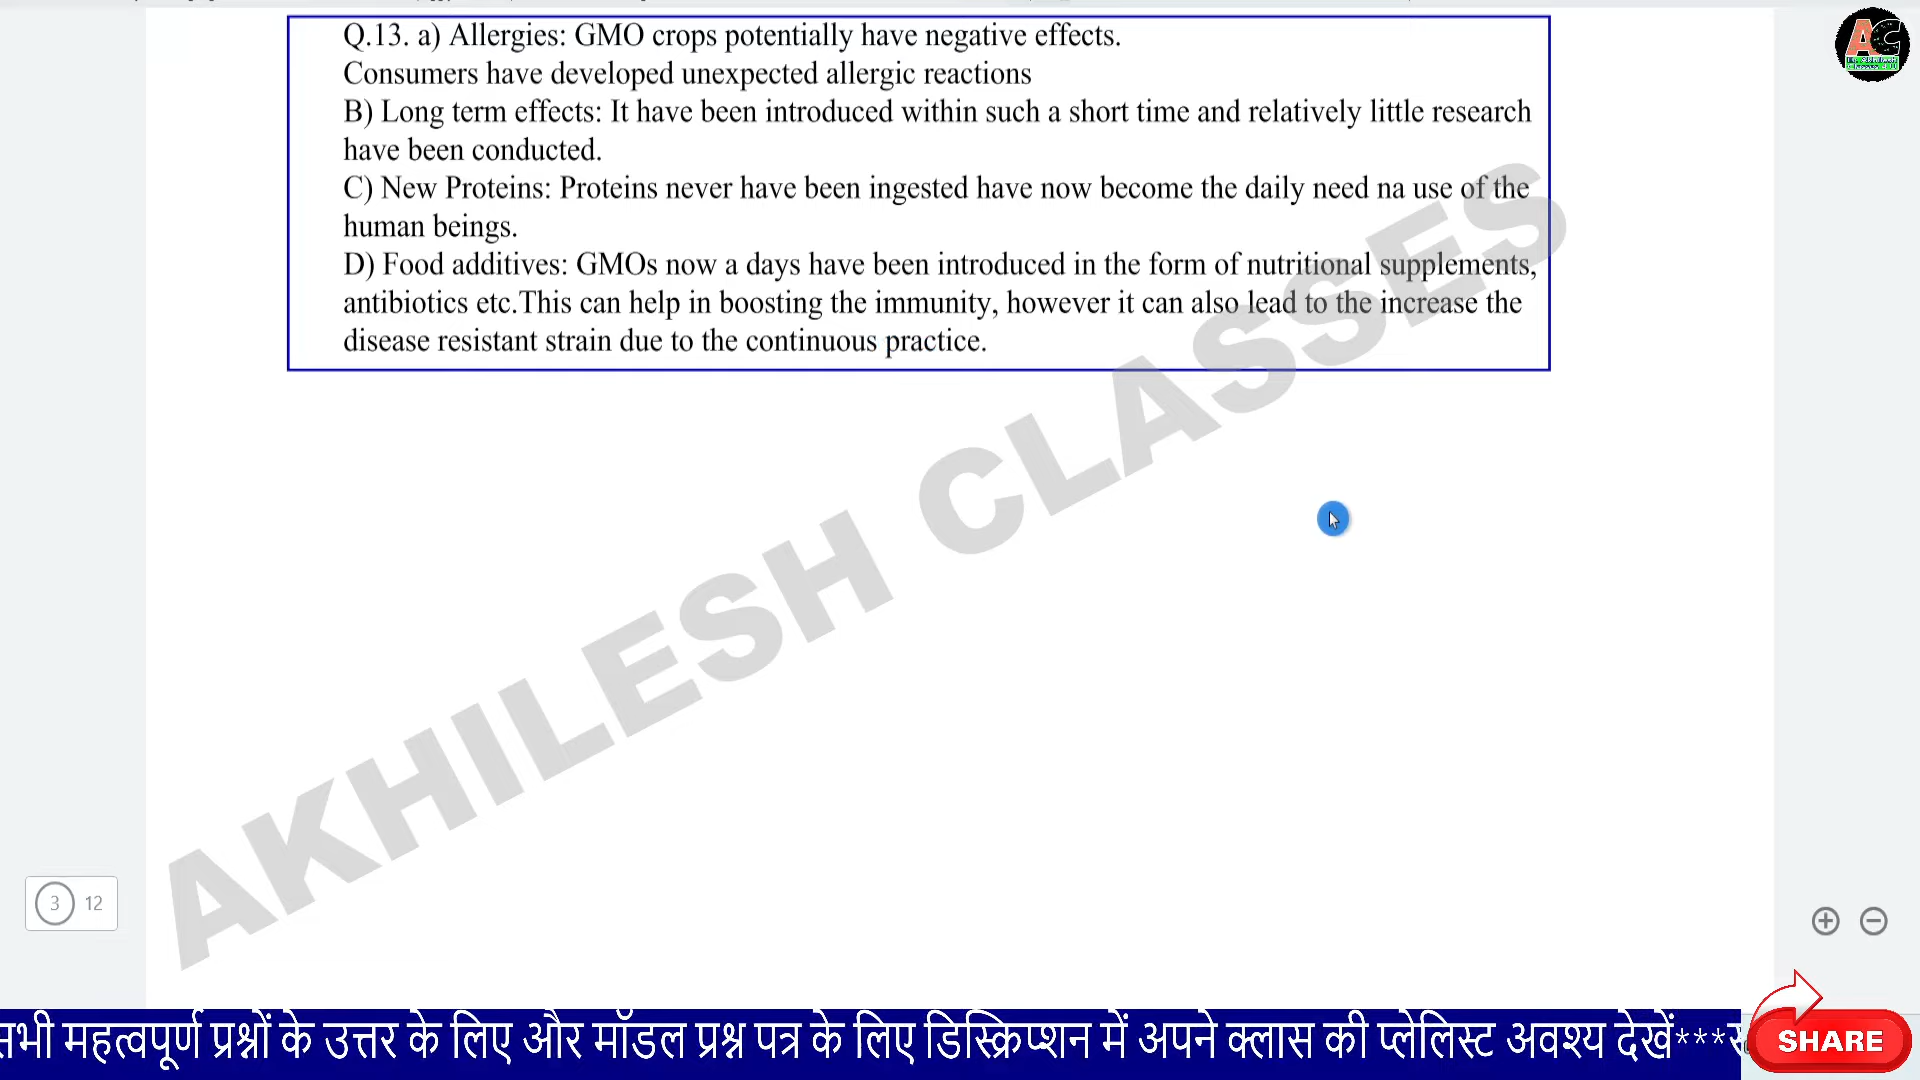 Q.13. a) Allergies: GMO crops potentially have negative effects.
Consumers have developed unexpected allergic reactions
B) Long term effects: It have been introduced within such a short time and relatively little research
have been conducted.
C) New Proteins: Proteins never have been ingested have now become the daily need na use of the
human beings.
D) Food additives: GMOs now a days have been introduced in the form of nutritional supplements,
antibiotics etc.This can help in boosting the immunity, however it can also lead to the increase the
disease resistant strain due to the continuous practice.
AKHILESH CLASSES
AC
3 12
सभी महत्वपूर्ण प्रश्नों के उत्तर के लिए और मॉडल प्रश्न पत्र के लिए डिस्क्रिप्शन में अपने क्लास की प्लेलिस्ट अवश्य देखें***
SHARE